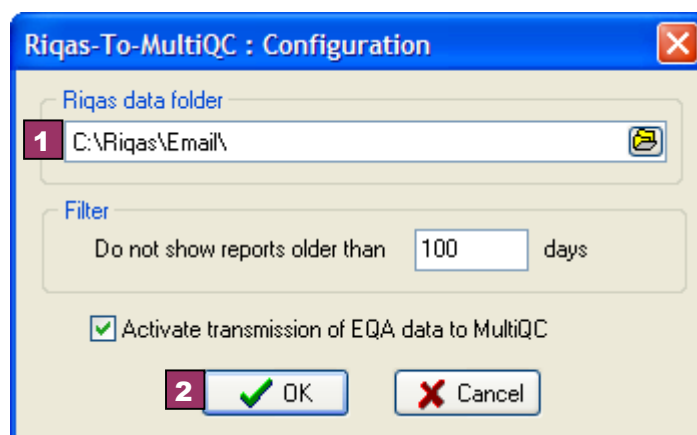 Riqas-To-MultiQC : Configuration
Riqas data folder
1 C:\Riqas\Email\
Filter
Do not show reports older than 100 days
Activate transmission of EQA data to MultiQC
2 OK Cancel